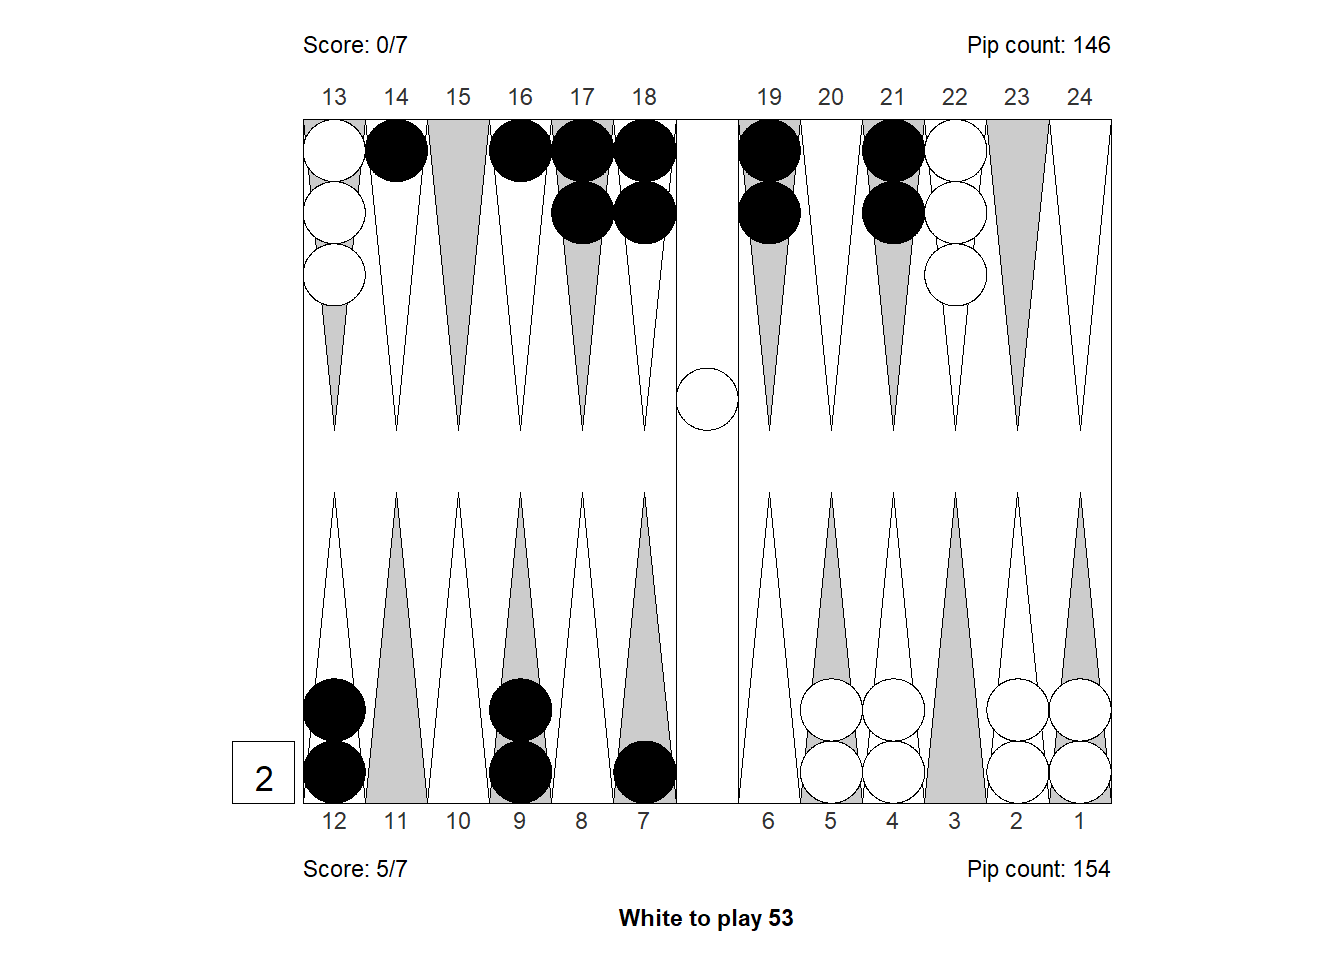 Score: 0/7 Pip count: 146
13 14 15 16 17 18 19 20 21 22 23 24
2
12 11 10 9 8 7 6 5 4 3 2 1
Score: 5/7 Pip count: 154
White to play 53